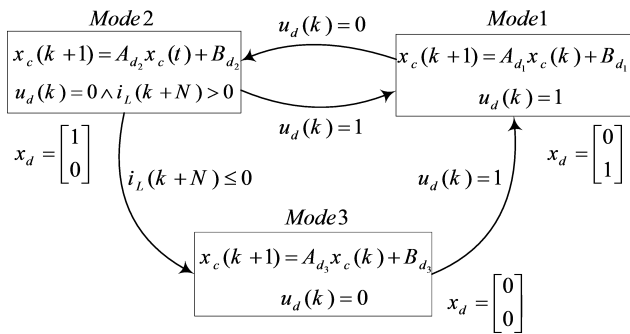 Mode2
x_c(k+1)=A_{d_2}x_c(t)+B_{d_2}
u_d(k)=0∧i_L(k+N)>0
x_d=[1 0]
u_d(k)=0
u_d(k)=1
Mode1
x_c(k+1)=A_{d_1}x_c(k)+B_{d_1}
u_d(k)=1
x_d=[0 1]
i_L(k+N)≤0
u_d(k)=1
Mode3
x_c(k+1)=A_{d_3}x_c(k)+B_{d_3}
u_d(k)=0
x_d=[0 0]